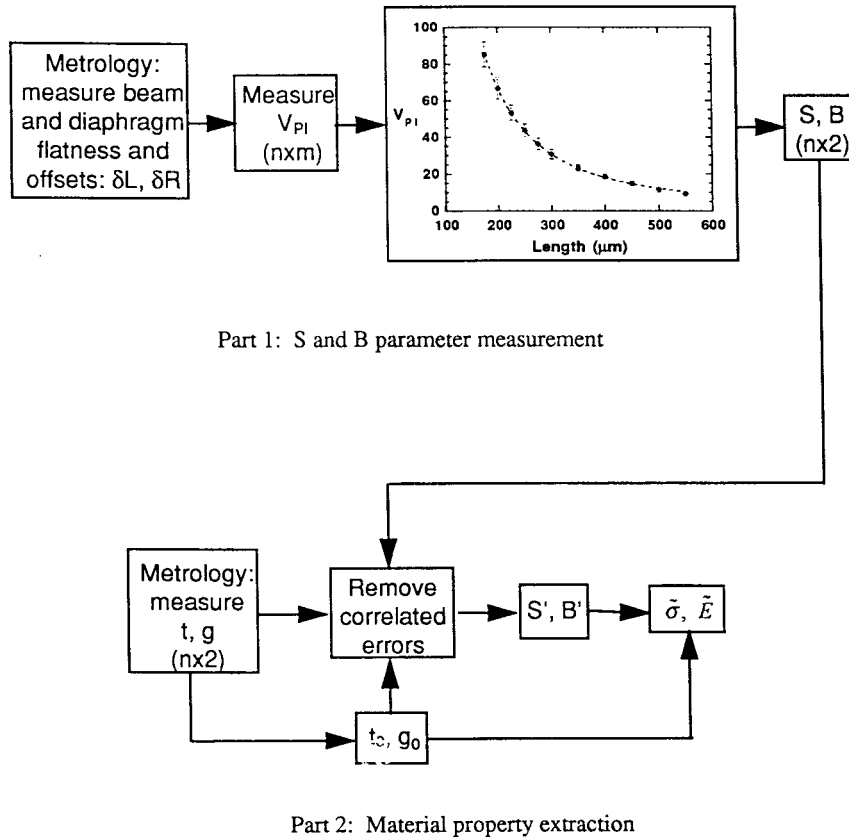 Metrology:
measure beam
and diaphragm
flatness and
offsets: δL, δR
Measure
V_PI
(nxm)
100
80
60
40
20
0
V_PI
100 200 300 400 500 600
Length (μm)
S, B
(nx2)
Part 1: S and B parameter measurement
Metrology:
measure
t, g
(nx2)
Remove
correlated
errors
S', B'
σ̃, Ẽ
t₀, g₀
Part 2: Material property extraction